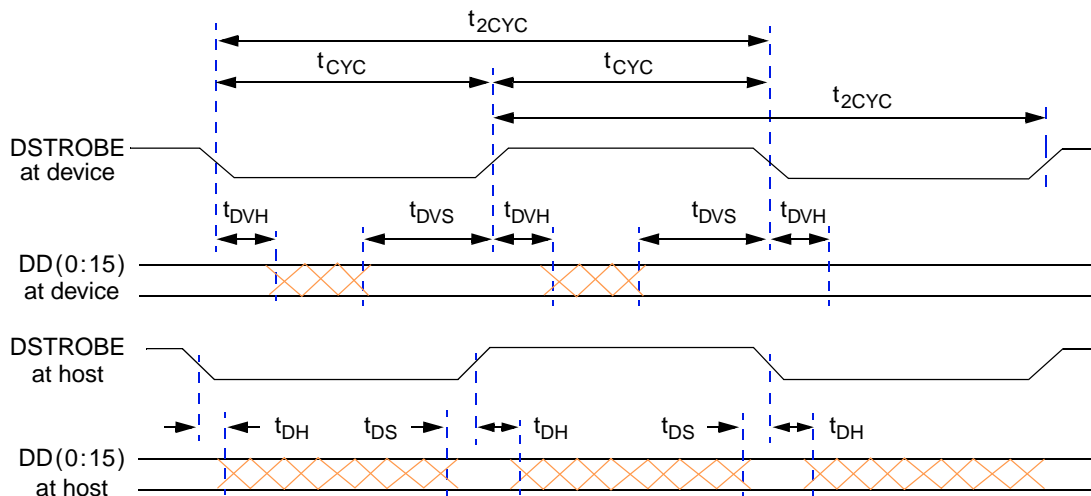 t2CYC
tCYC tCYC
t2CYC
DSTROBE
at device
tDVH tDVS tDVH tDVS tDVH
DD(0:15)
at device
DSTROBE
at host
tDH tDS tDH tDS tDH
DD(0:15)
at host